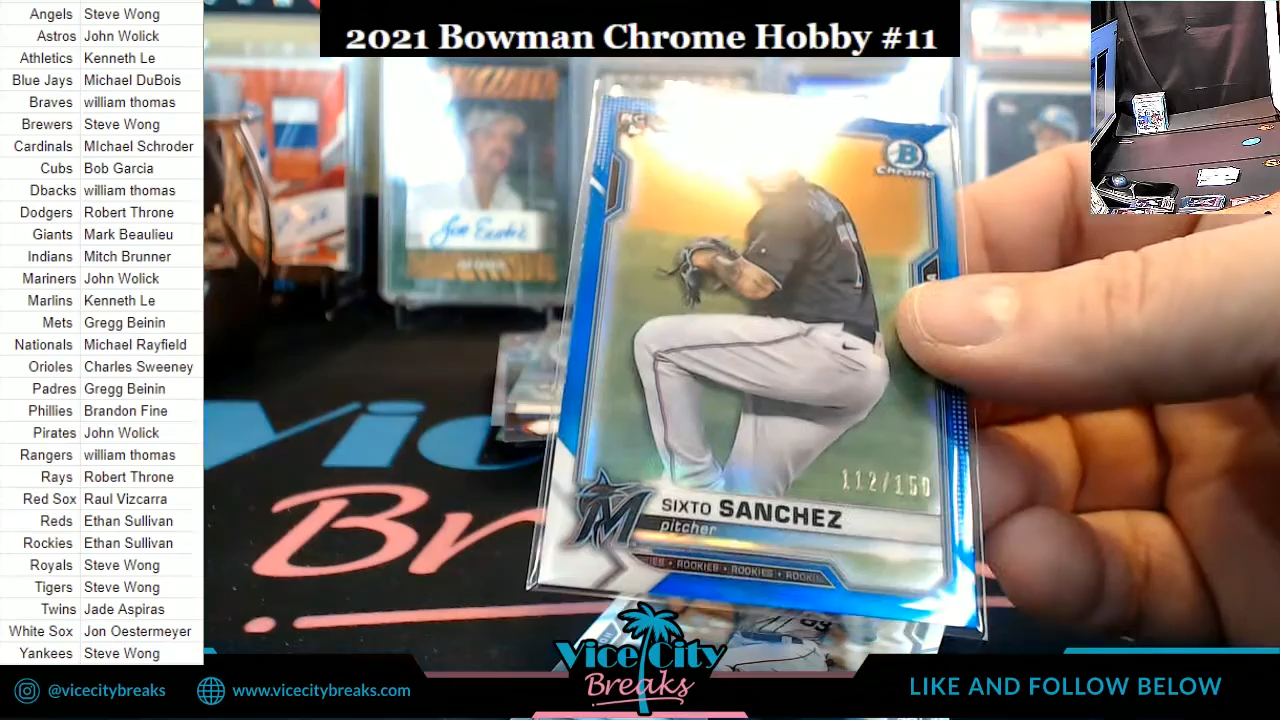 2021 Bowman Chrome Hobby #11
Angels Steve Wong
Astros John Wolick
Athletics Kenneth Le
Blue Jays Michael DuBois
Braves william thomas
Brewers Steve Wong
Cardinals MIchael Schroder
Cubs Bob Garcia
Dbacks william thomas
Dodgers Robert Throne
Giants Mark Beaulieu
Indians Mitch Brunner
Mariners John Wolick
Marlins Kenneth Le
Mets Gregg Beinin
Nationals Michael Rayfield
Orioles Charles Sweeney
Padres Gregg Beinin
Phillies Brandon Fine
Pirates John Wolick
Rangers william thomas
Rays Robert Throne
Red Sox Raul Vizcarra
Reds Ethan Sullivan
Rockies Ethan Sullivan
Royals Steve Wong
Tigers Steve Wong
Twins Jade Aspiras
White Sox Jon Oestermeyer
Yankees Steve Wong
B
Chrome
112/150
SIXTO SANCHEZ
pitcher
ROOKIES • ROOKIES
M
Vice City
Breaks
@vicecitybreaks
www.vicecitybreaks.com
LIKE AND FOLLOW BELOW